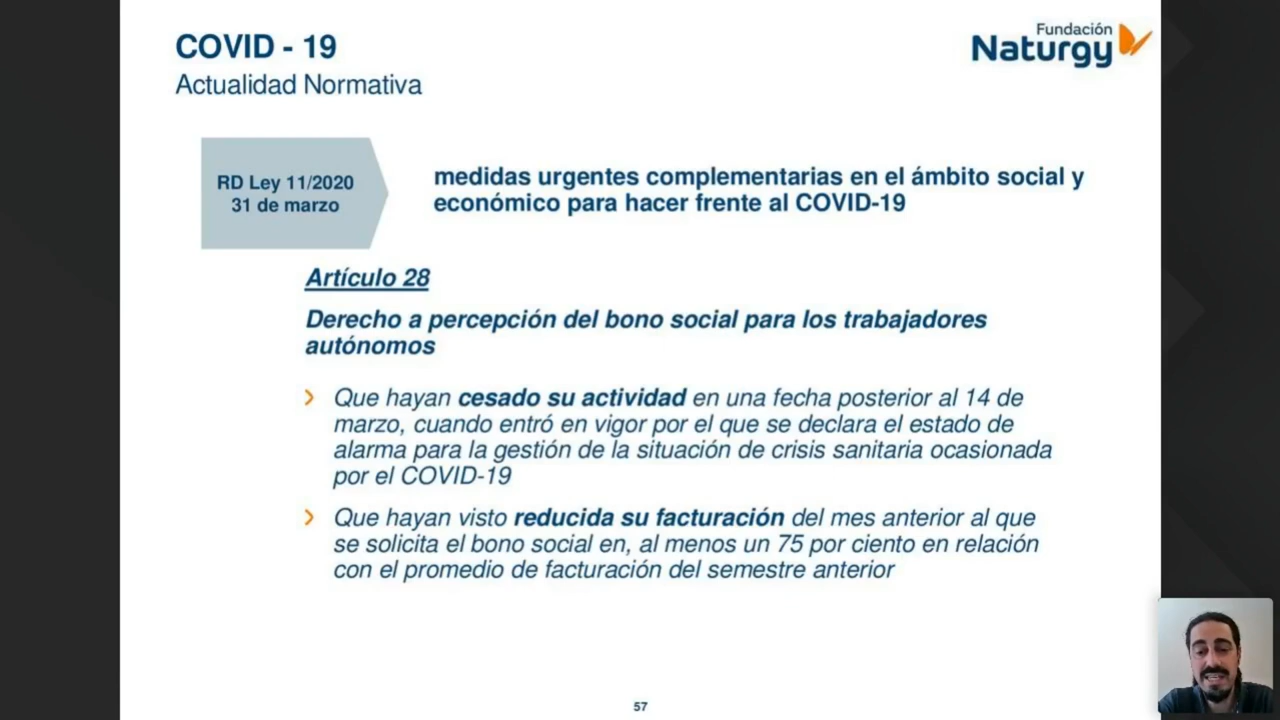 COVID - 19
Actualidad Normativa
Fundación
Naturgy
RD Ley 11/2020
31 de marzo
medidas urgentes complementarias en el ámbito social y
económico para hacer frente al COVID-19
Artículo 28
Derecho a percepción del bono social para los trabajadores
autónomos
Que hayan cesado su actividad en una fecha posterior al 14 de
marzo, cuando entró en vigor por el que se declara el estado de
alarma para la gestión de la situación de crisis sanitaria ocasionada
por el COVID-19
Que hayan visto reducida su facturación del mes anterior al que
se solicita el bono social en, al menos un 75 por ciento en relación
con el promedio de facturación del semestre anterior
57